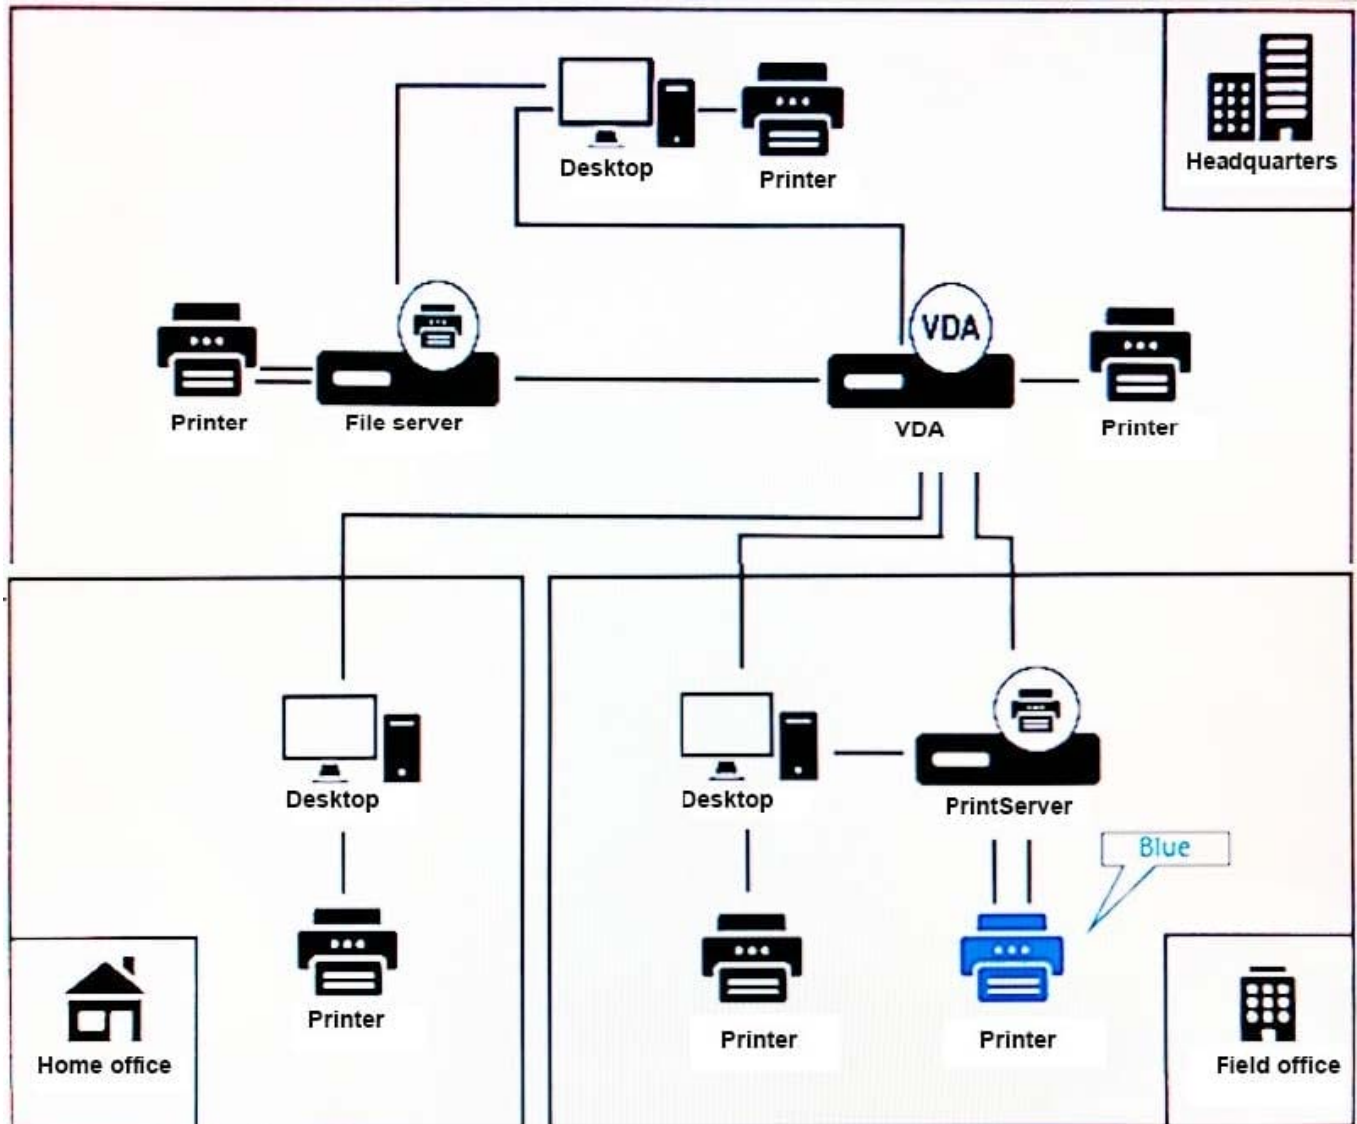 Headquarters
Desktop
Printer
VDA
Printer
File server
VDA
Printer
Desktop
PrintServer
Desktop
Blue
Printer
Printer
Printer
Home office
Field office